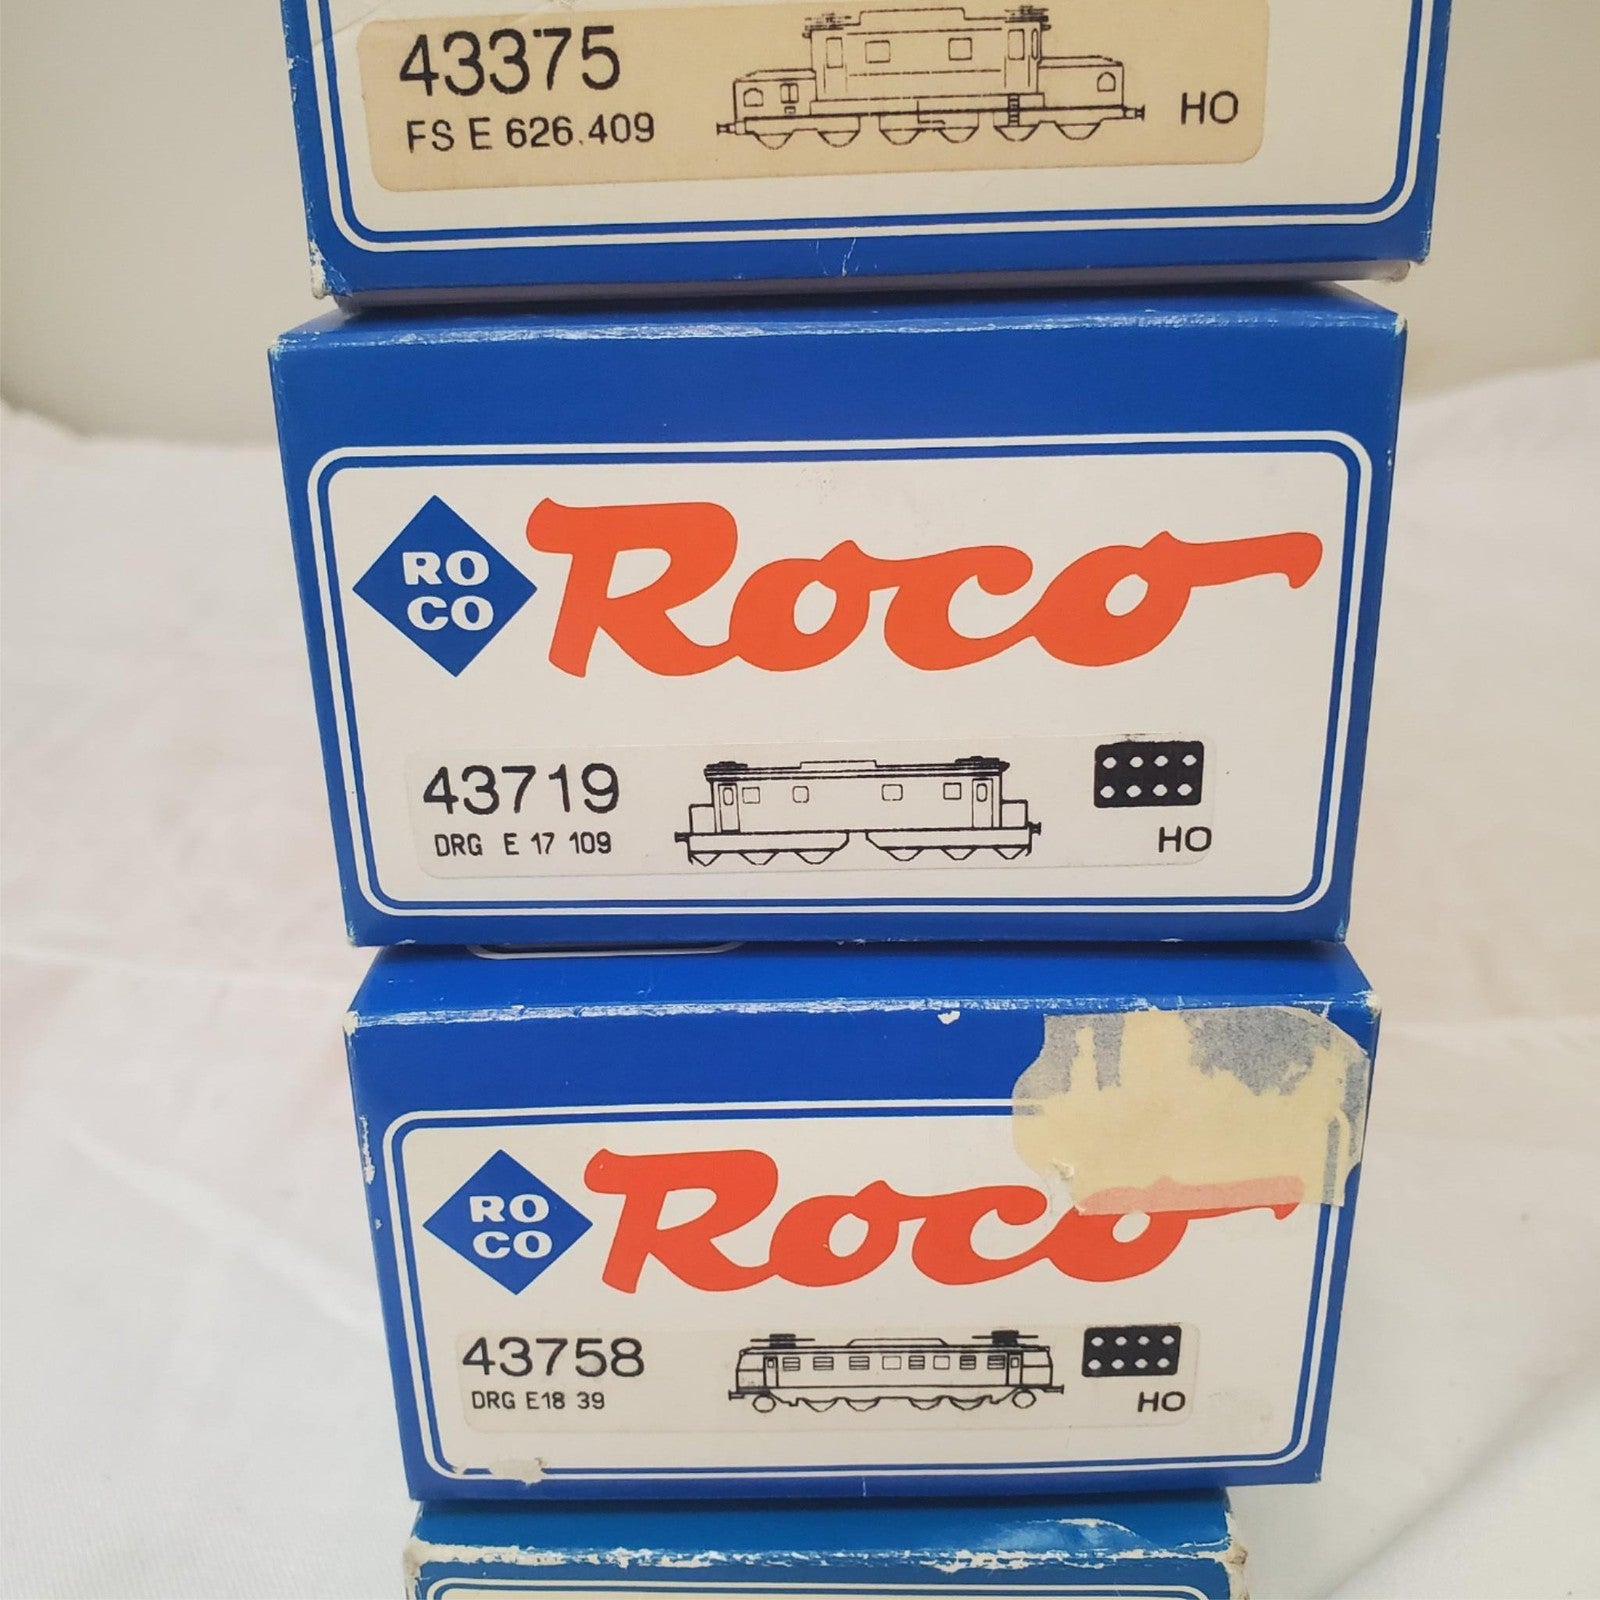 43375
FS E 626.409
HO
RO
CO
Roco
43719
DRG E 17 109
HO
RO
CO
Roco
43758
DRG E18 39
HO